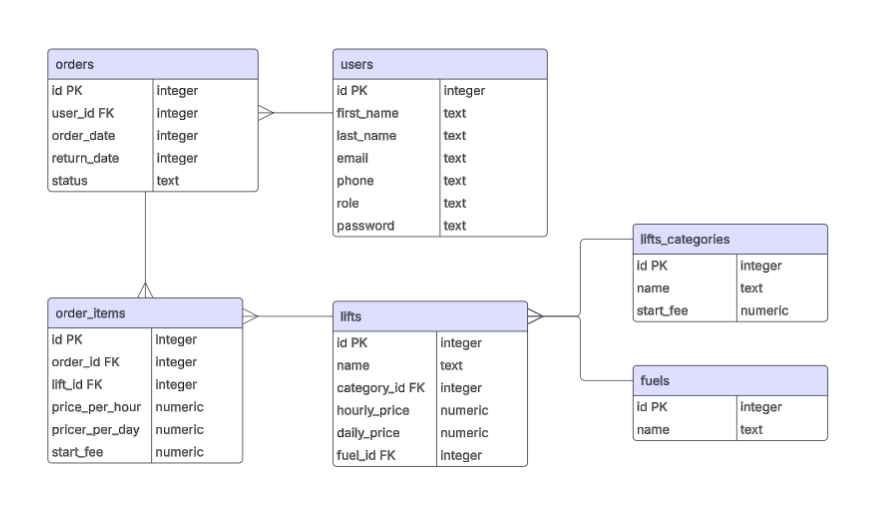 orders
id PK integer
user_id FK integer
order_date integer
return_date integer
status text
users
id PK integer
first_name text
last_name text
email text
phone text
role text
password text
lifts_categories
id PK integer
name text
start_fee numeric
order_items
id PK integer
order_id FK integer
lift_id FK integer
price_per_hour numeric
pricer_per_day numeric
start_fee numeric
lifts
id PK integer
name text
category_id FK integer
hourly_price numeric
daily_price numeric
fuel_id FK integer
fuels
id PK integer
name text